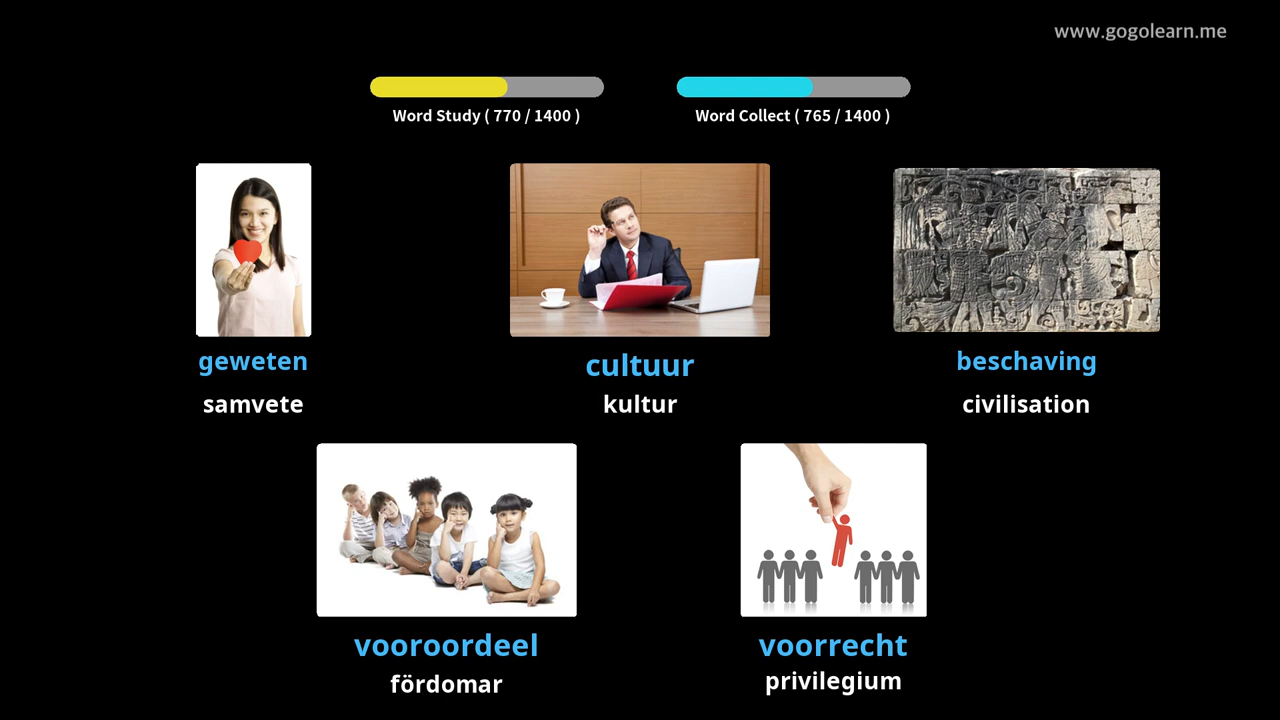 www.gogolearn.me
Word Study ( 770 / 1400 )
Word Collect ( 765 / 1400 )
geweten
cultuur
beschaving
samvete
kultur
civilisation
vooroordeel
voorrecht
fördomar
privilegium